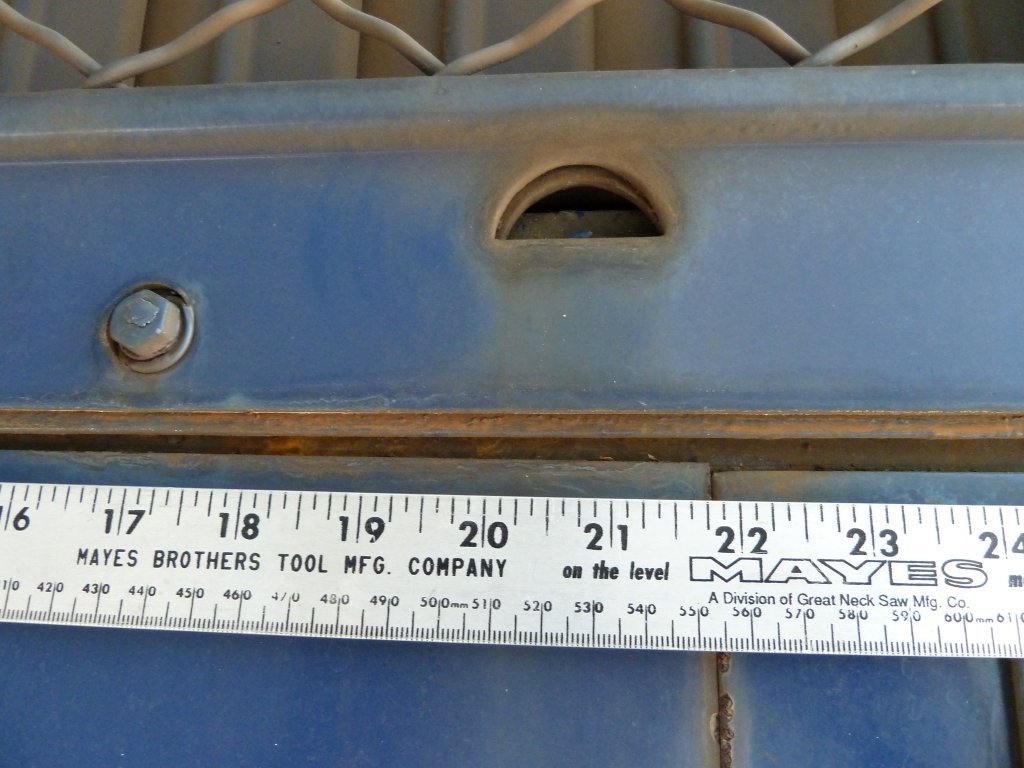 16 17 18 19 20 21 22 23 24
MAYES BROTHERS TOOL MFG. COMPANY on the level MAYES
A Division of Great Neck Saw Mfg. Co.
420 430 440 450 460 470 480 490 500mm 510 520 530 540 550 560 570 580 590 600mm 610